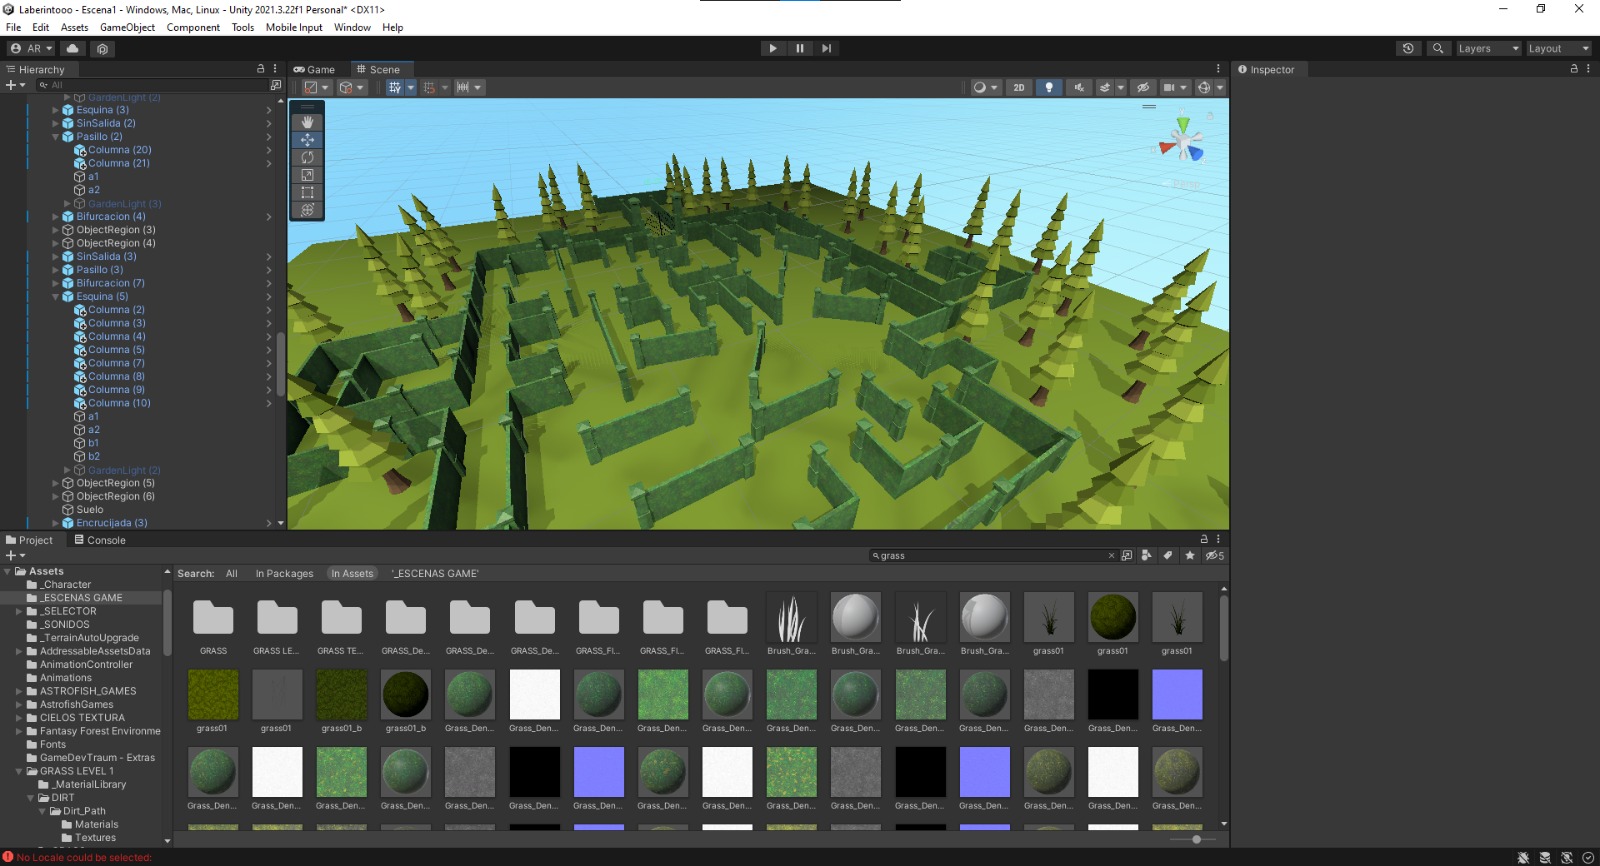 Laberintooo - Escena1 - Windows, Mac, Linux - Unity 2021.3.22f1 Personal* <DX11>
File Edit Assets GameObject Component Tools Mobile Input Window Help
AR Layers Layout
Hierarchy
All
GardenLight (2)
Esquina (3)
SinSalida (2)
Pasillo (2)
Columna (20)
Columna (21)
a1
a2
GardenLight (3)
Bifurcacion (4)
ObjectRegion (3)
ObjectRegion (4)
SinSalida (3)
Pasillo (3)
Bifurcacion (7)
Esquina (5)
Columna (2)
Columna (3)
Columna (4)
Columna (5)
Columna (7)
Columna (8)
Columna (9)
Columna (10)
a1
a2
b1
b2
GardenLight (2)
ObjectRegion (5)
ObjectRegion (6)
Suelo
Encrucijada (3)
Game Scene
2D
Inspector
Project Console
grass
5
Assets
_Character
_ESCENAS GAME
_SELECTOR
_SONIDOS
_TerrainAutoUpgrade
AddressableAssetsData
AnimationController
Animations
ASTROFISH_GAMES
AstrofishGames
CIELOS TEXTURA
Fantasy Forest Environme
Fonts
GameDevTraum - Extras
GRASS LEVEL 1
_MaterialLibrary
DIRT
Dirt_Path
Materials
Textures
Search: All In Packages In Assets '_ESCENAS GAME'
GRASS GRASS LE... GRASS TE... GRASS_De... GRASS_De... GRASS_De... GRASS_Fl... GRASS_Fl... GRASS_Fl... Brush_Gra... Brush_Gra... Brush_Gra... Brush_Gra... grass01 grass01 grass01
grass01 grass01 grass01_b grass01_b Grass_Den... Grass_Den... Grass_Den... Grass_Den... Grass_Den... Grass_Den... Grass_Den... Grass_Den... Grass_Den... Grass_Den... Grass_Den... Grass_Den...
Grass_Den... Grass_Den... Grass_Den... Grass_Den... Grass_Den... Grass_Den... Grass_Den... Grass_Den... Grass_Den... Grass_Den... Grass_Den... Grass_Den... Grass_Den... Grass_Den... Grass_Den... Grass_Den...
No Locale could be selected: